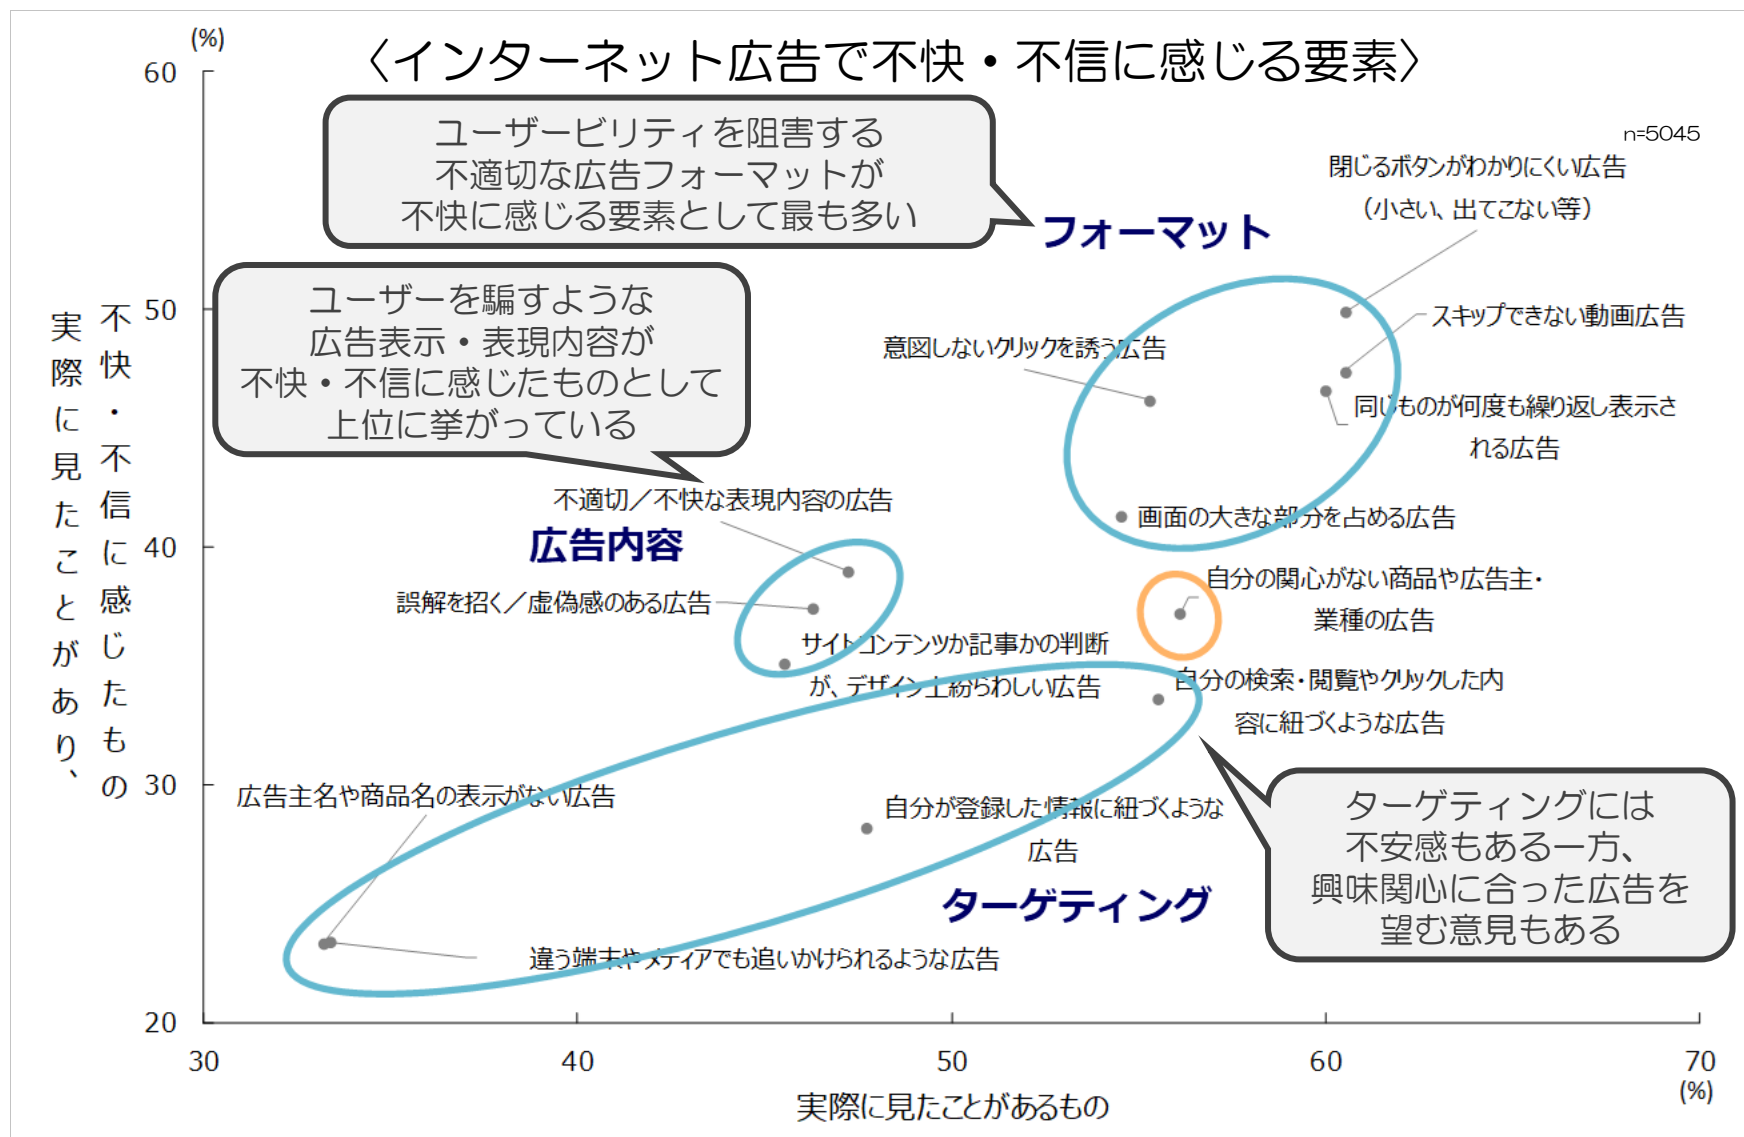 (%)
〈インターネット広告で不快・不信に感じる要素〉
60
ユーザービリティを阻害する
不適切な広告フォーマットが
不快に感じる要素として最も多い
n=5045
閉じるボタンがわかりにくい広告
（小さい、出てこない等）
フォーマット
ユーザーを騙すような
広告表示・表現内容が
不快・不信に感じたものとして
上位に挙がっている
50
スキップできない動画広告
意図しないクリックを誘う広告
同じものが何度も繰り返し表示さ
れる広告
実際に見たことがあり、
不快・不信に感じたもの
不適切／不快な表現内容の広告
画面の大きな部分を占める広告
広告内容
40
自分の関心がない商品や広告主・
業種の広告
誤解を招く／虚偽感のある広告
サイトコンテンツか記事かの判断
が、デザイン上紛らわしい広告
自分の検索・閲覧やクリックした内
容に紐づくような広告
30
広告主名や商品名の表示がない広告
自分が登録した情報に紐づくような
広告
ターゲティング
ターゲティングには
不安感もある一方、
興味関心に合った広告を
望む意見もある
違う端末やメディアでも追いかけられるような広告
20
30
40
50
60
70
(%)
実際に見たことがあるもの